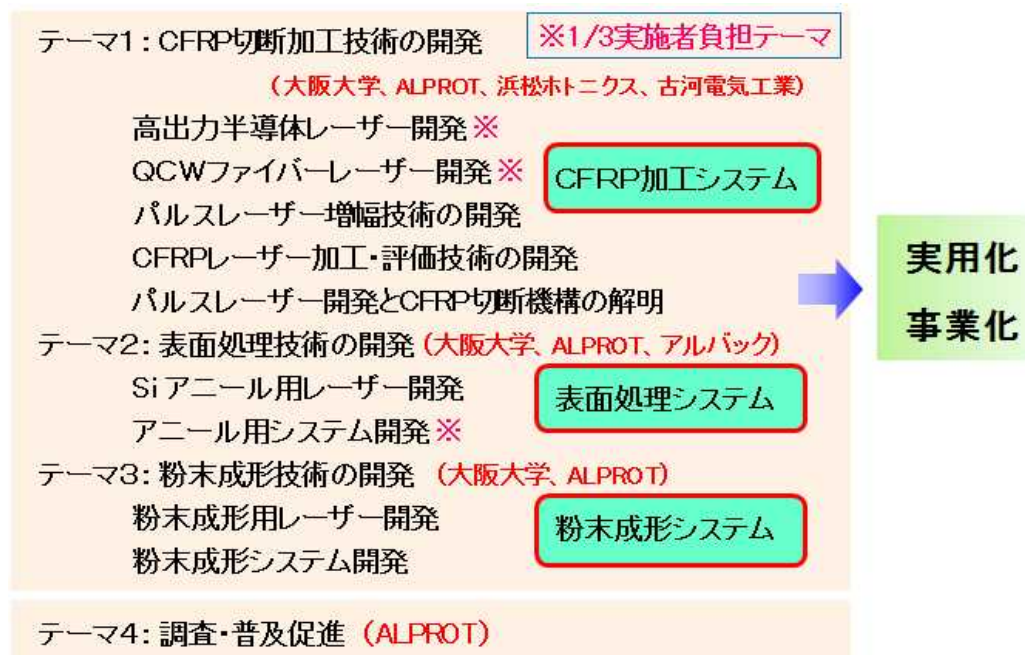 テーマ1：CFRP切断加工技術の開発 ※1/3実施者負担テーマ
（大阪大学、ALPROT、浜松ホトニクス、古河電気工業）
高出力半導体レーザー開発※
QCWファイバーレーザー開発※
CFRP加工システム
パルスレーザー増幅技術の開発
CFRPレーザー加工・評価技術の開発
パルスレーザー開発とCFRP切断機構の解明
テーマ2：表面処理技術の開発（大阪大学、ALPROT、アルバック）
Siアニール用レーザー開発
表面処理システム
アニール用システム開発※
テーマ3：粉末成形技術の開発（大阪大学、ALPROT）
粉末成形用レーザー開発
粉末成形システム
粉末成形システム開発
テーマ4：調査・普及促進（ALPROT）
実用化
事業化